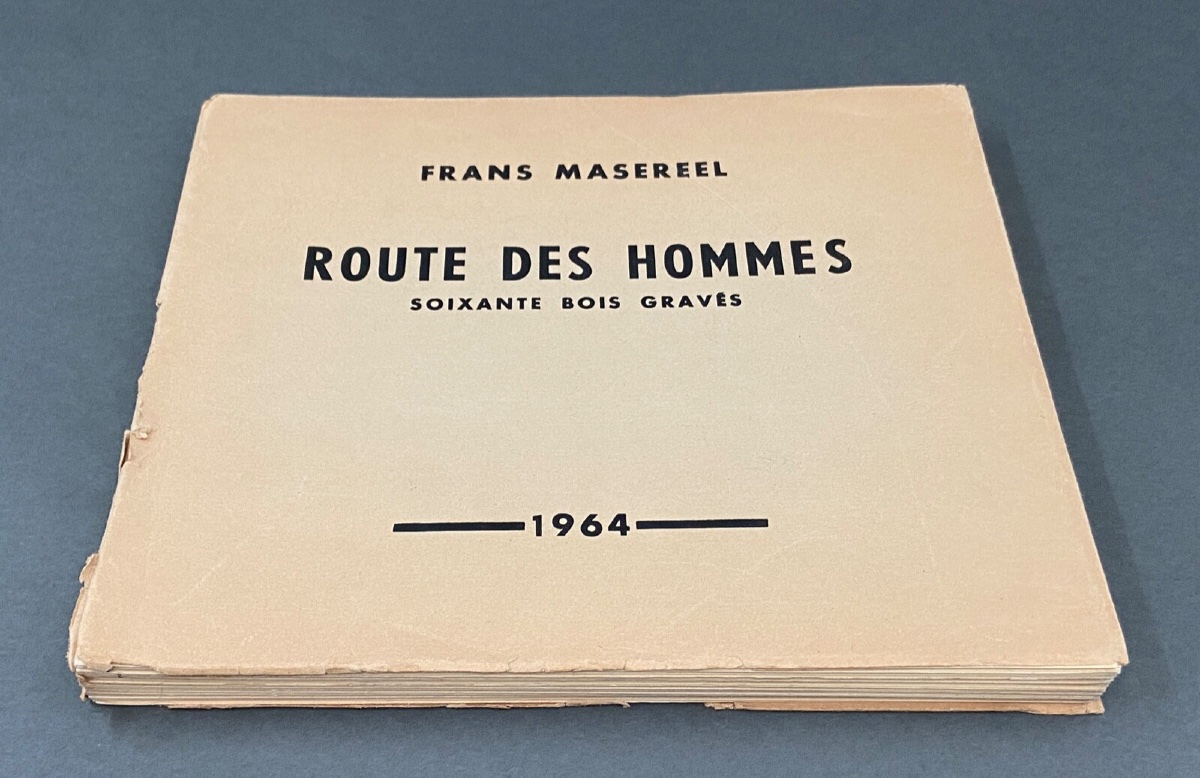 FRANS MASEREEL
ROUTE DES HOMMES
SOIXANTE BOIS GRAVÉS
1964